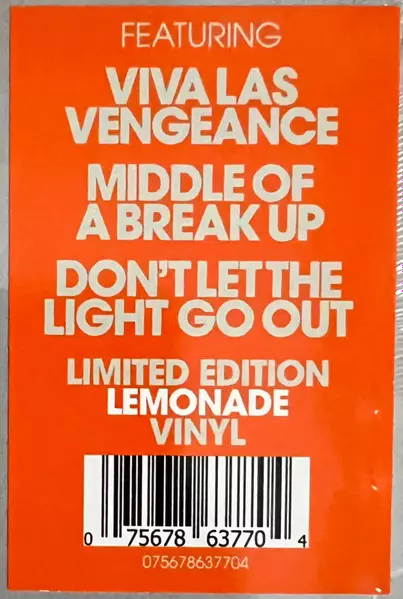 FEATURING
VIVA LAS
VENGEANCE
MIDDLE OF
A BREAK UP
DON'T LET THE
LIGHT GO OUT
LIMITED EDITION
LEMONADE
VINYL
0 75678 63770 4
075678637704